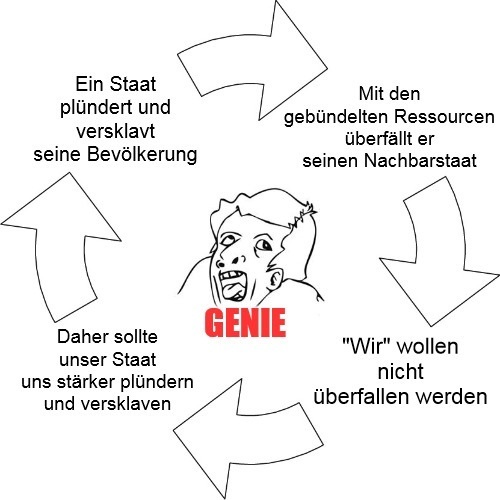 Ein Staat
plündert und
versklavt
seine Bevölkerung
Mit den
gebündelten Ressourcen
überfällt er
seinen Nachbarstaat
"Wir" wollen
nicht
überfallen werden
Daher sollte
unser Staat
uns stärker plündern
und versklaven
GENIE